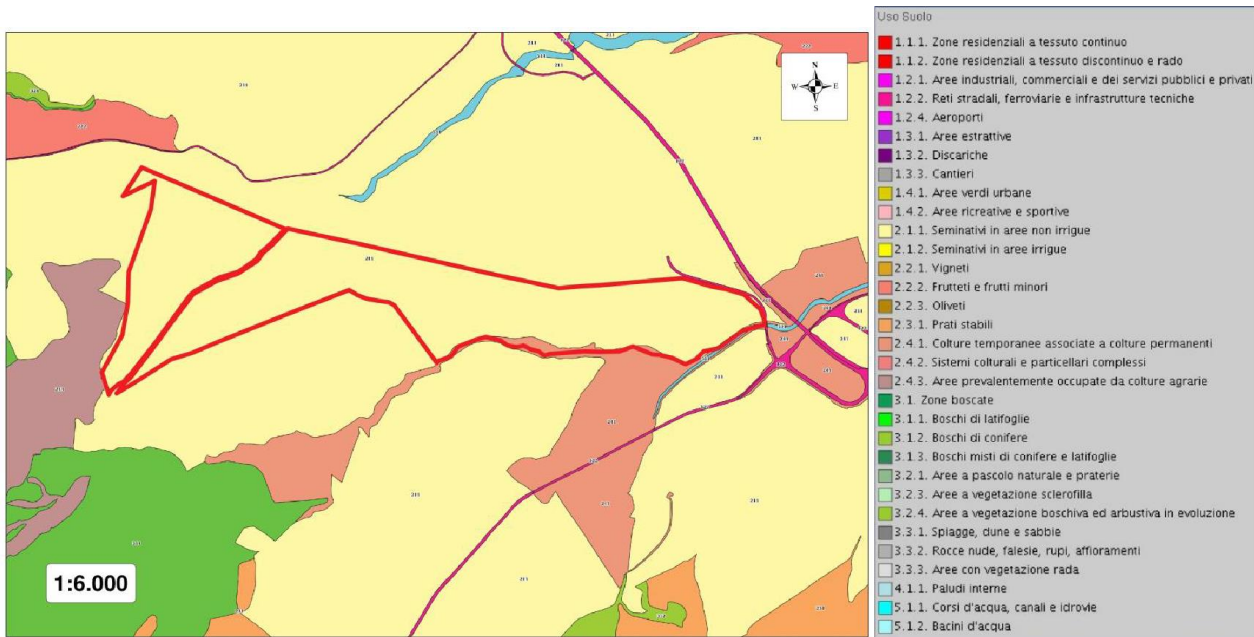 Uso Suolo
1.1.1. Zone residenziali a tessuto continuo
1.1.2. Zone residenziali a tessuto discontinuo e rado
1.2.1. Aree industriali, commerciali e dei servizi pubblici e privati
1.2.2. Reti stradali, ferroviarie e infrastrutture tecniche
1.2.4. Aeroporti
1.3.1. Aree estrattive
1.3.2. Discariche
1.3.3. Cantieri
1.4.1. Aree verdi urbane
1.4.2. Aree ricreative e sportive
2.1.1. Seminativi in aree non irrigue
2.1.2. Seminativi in aree irrigue
2.2.1. Vigneti
2.2.2. Frutteti e frutti minori
2.2.3. Oliveti
2.3.1. Prati stabili
2.4.1. Colture temporanee associate a colture permanenti
2.4.2. Sistemi colturali e particellari complessi
2.4.3. Aree prevalentemente occupate da colture agrarie
3.1. Zone boscate
3.1.1. Boschi di latifoglie
3.1.2. Boschi di conifere
3.1.3. Boschi misti di conifere e latifoglie
3.2.1. Aree a pascolo naturale e praterie
3.2.3. Aree a vegetazione sclerofilla
3.2.4. Aree a vegetazione boschiva ed arbustiva in evoluzione
3.3.1. Spiagge, dune e sabbie
3.3.2. Rocce nude, falesie, rupi, affioramenti
3.3.3. Aree con vegetazione rada
4.1.1. Paludi interne
5.1.1. Corsi d'acqua, canali e idrovie
5.1.2. Bacini d'acqua
N
W E
S
1:6.000